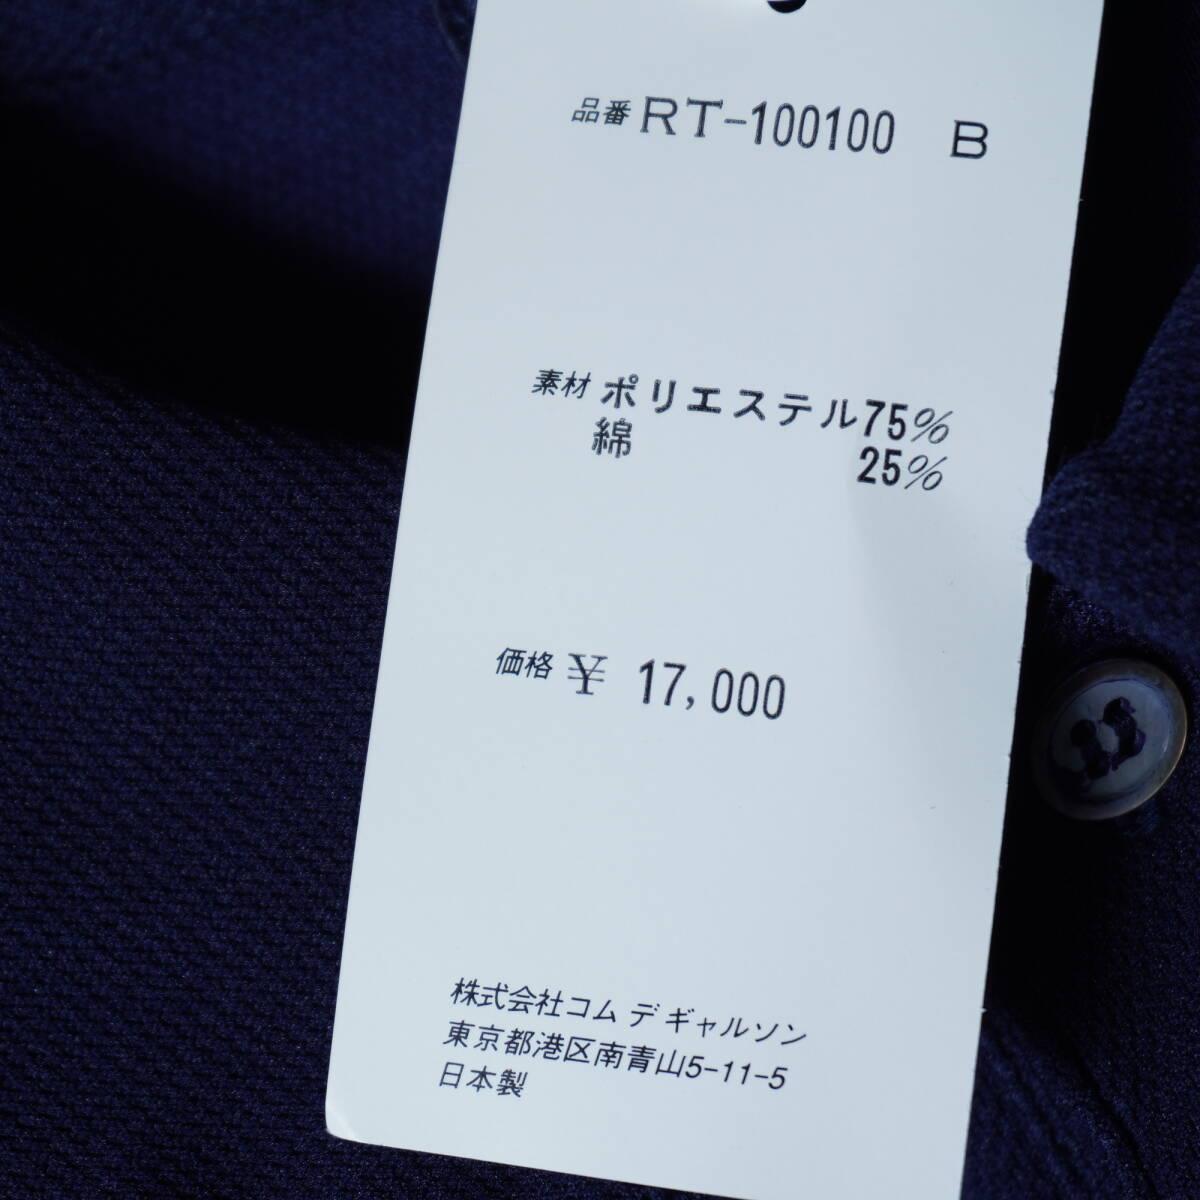 品番 RT-100100 B
素材 ポリエステル75%
綿 25%
価格 ¥ 17,000
株式会社コム デ ギャルソン
東京都港区南青山5-11-5
日本製